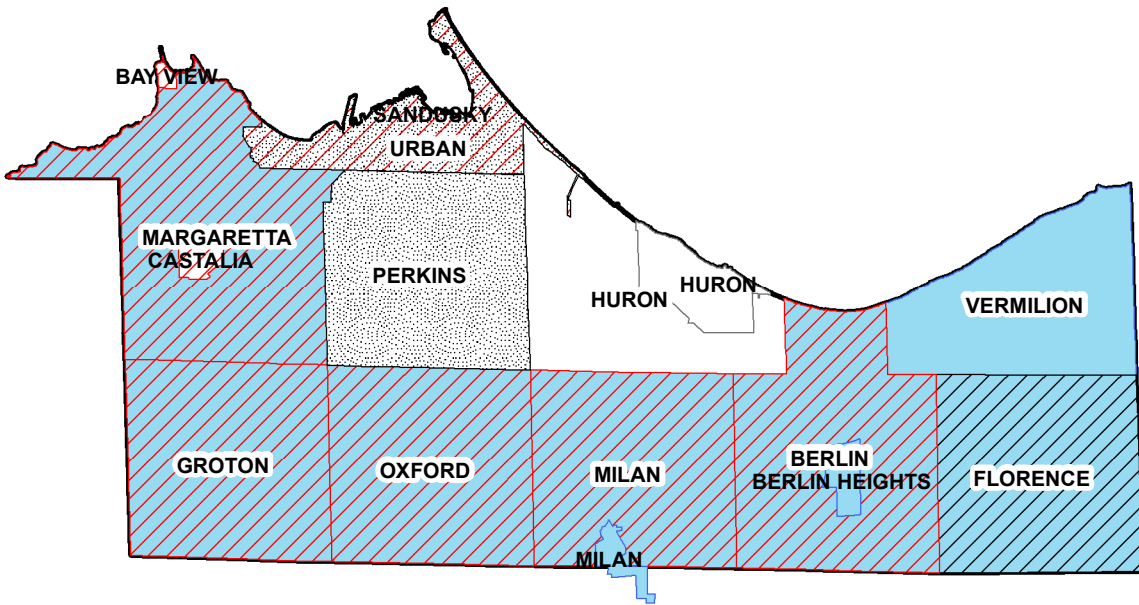 BAY VIEW
SANDUSKY
URBAN
MARGARETTA
CASTALIA
PERKINS
HURON
HURON
VERMILION
GROTON
OXFORD
MILAN
BERLIN
BERLIN HEIGHTS
FLORENCE
MILAN